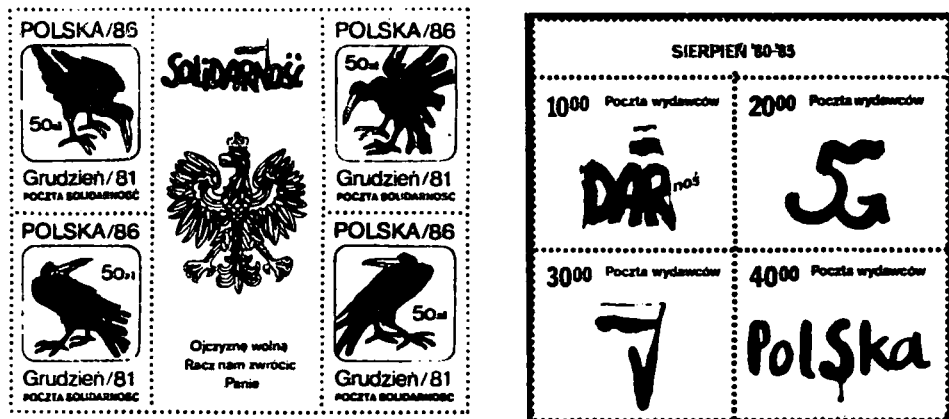 POLSKA/86
50zł
Grudzień/81
POCZTA SOLIDARNOŚĆ
SOLIDARNOŚĆ
POLSKA/86
50zł
Grudzień/81
POCZTA SOLIDARNOŚĆ
POLSKA/86
50zł
Grudzień/81
POCZTA SOLIDARNOŚĆ
Ojczyznę wolną
Racz nam zwrócić
Panie
POLSKA/86
50zł
Grudzień/81
POCZTA SOLIDARNOŚĆ
SIERPIEŃ '80-'85
1000 Poczta wydawców
DAR
noś
2000 Poczta wydawców
3000 Poczta wydawców
4000 Poczta wydawców
PolSka